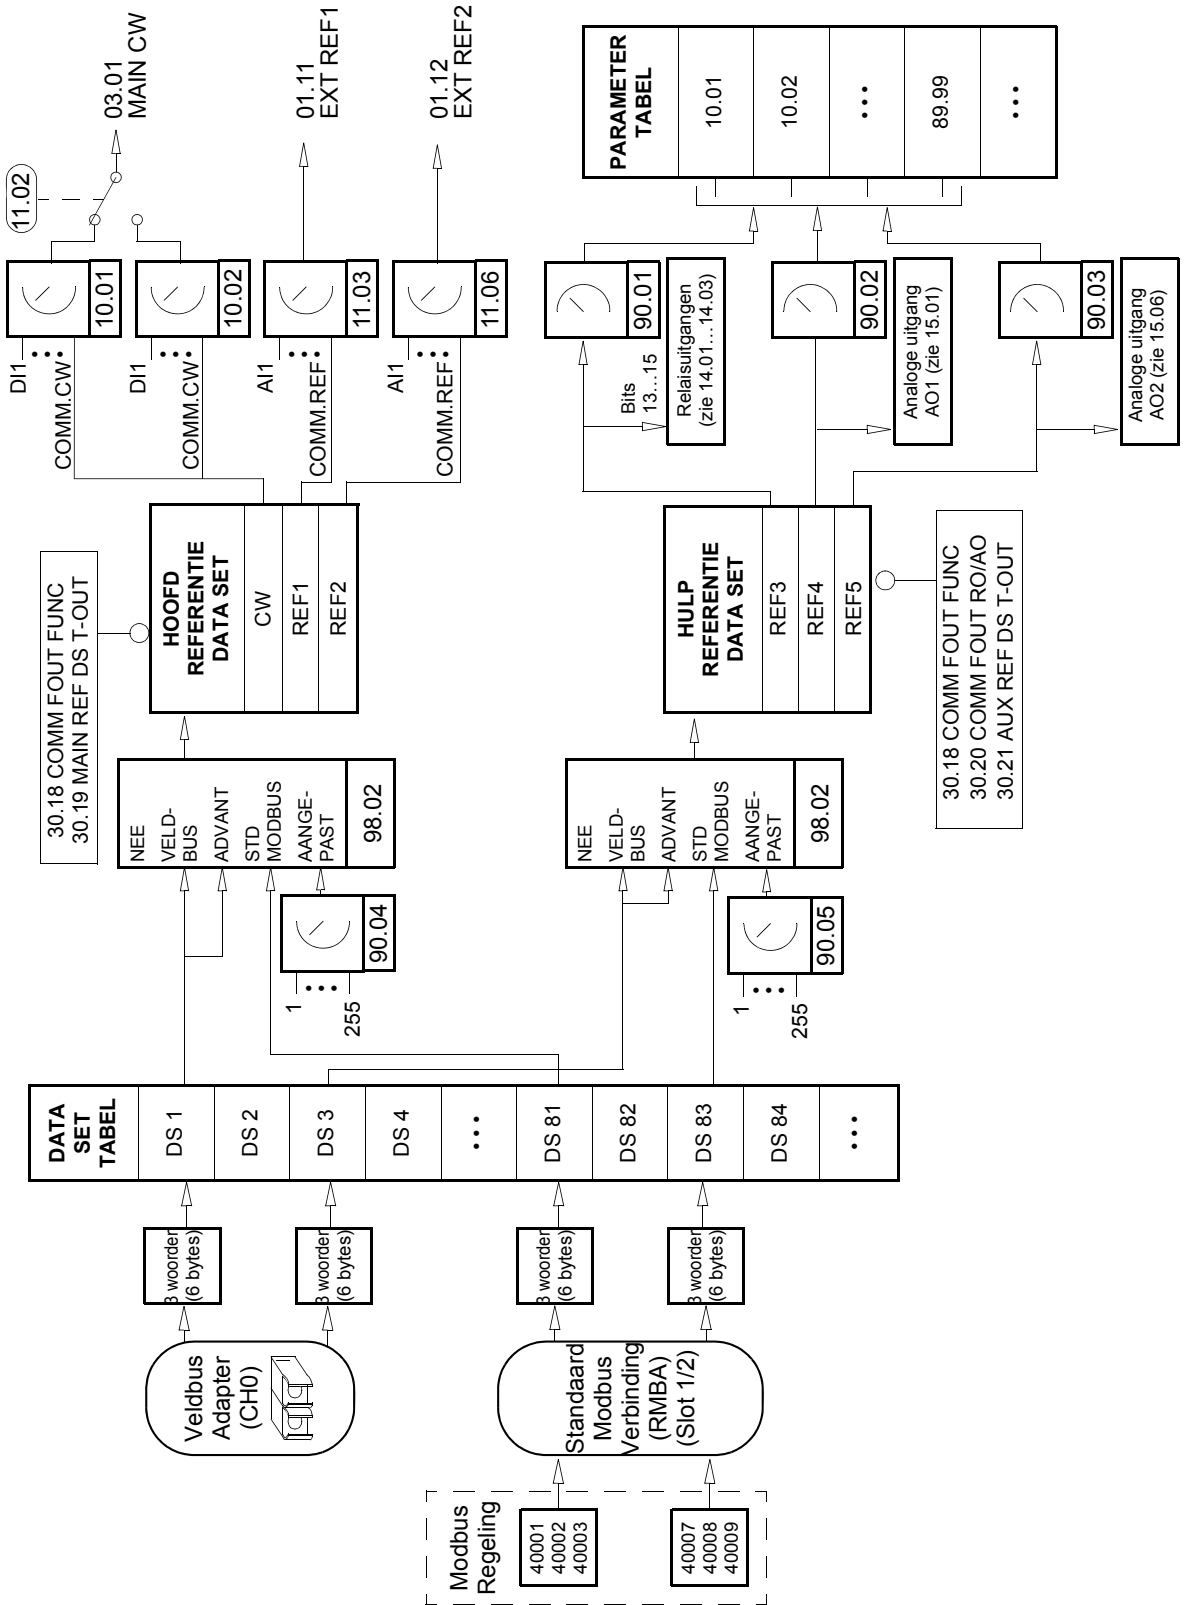 Modbus
Regeling
40001
40002
40003
40007
40008
40009
Veldbus
Adapter
(CH0)
Standaard
Modbus
Verbinding
(RMBA)
(Slot 1/2)
3 woorden
(6 bytes)
3 woorden
(6 bytes)
3 woorden
(6 bytes)
3 woorden
(6 bytes)
DATA
SET
TABEL
DS 1
DS 2
DS 3
DS 4
•••
DS 81
DS 82
DS 83
DS 84
•••
1
•••
255
90.04
1
•••
255
90.05
NEE
VELD-
BUS
ADVANT
STD
MODBUS
AANGE-
PAST
98.02
NEE
VELD-
BUS
ADVANT
STD
MODBUS
AANGE-
PAST
98.02
30.18 COMM FOUT FUNC
30.19 MAIN REF DS T-OUT
HOOFD
REFERENTIE
DATA SET
CW
REF1
REF2
HULP
REFERENTIE
DATA SET
REF3
REF4
REF5
30.18 COMM FOUT FUNC
30.20 COMM FOUT RO/AO
30.21 AUX REF DS T-OUT
DI1
•••
COMM.CW
10.01
DI1
•••
COMM.CW
10.02
AI1
•••
COMM.REF
11.03
AI1
•••
COMM.REF
11.06
11.02
03.01
MAIN CW
01.11
EXT REF1
01.12
EXT REF2
Bits
13...15
Relaisuitgangen
(zie 14.01...14.03)
90.01
Analoge uitgang
AO1 (zie 15.01)
90.02
Analoge uitgang
AO2 (zie 15.06)
90.03
PARAMETER
TABEL
10.01
10.02
•••
89.99
•••